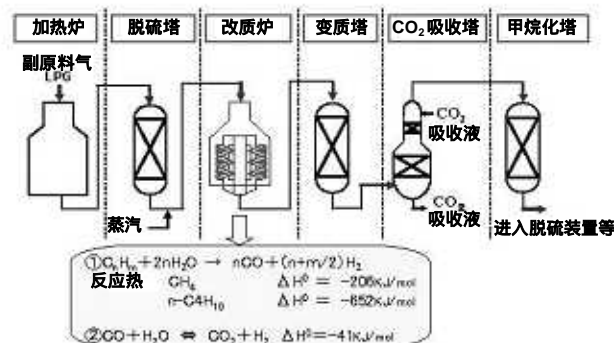 加热炉 脱硫塔 改质炉 变质塔 CO2吸收塔 甲烷化塔
副原料气
LPG
CO2
吸收液
蒸汽
CO2
吸收液
进入脱硫装置等
①CnHm+2nH2O → nCO+(n+m/2)H2
反应热 CH4 ΔH⁰ = -206KJ/mol
n-C4H10 ΔH⁰ = -652KJ/mol
②CO+H2O ⇔ CO2+H2 ΔH⁰=-41KJ/mol